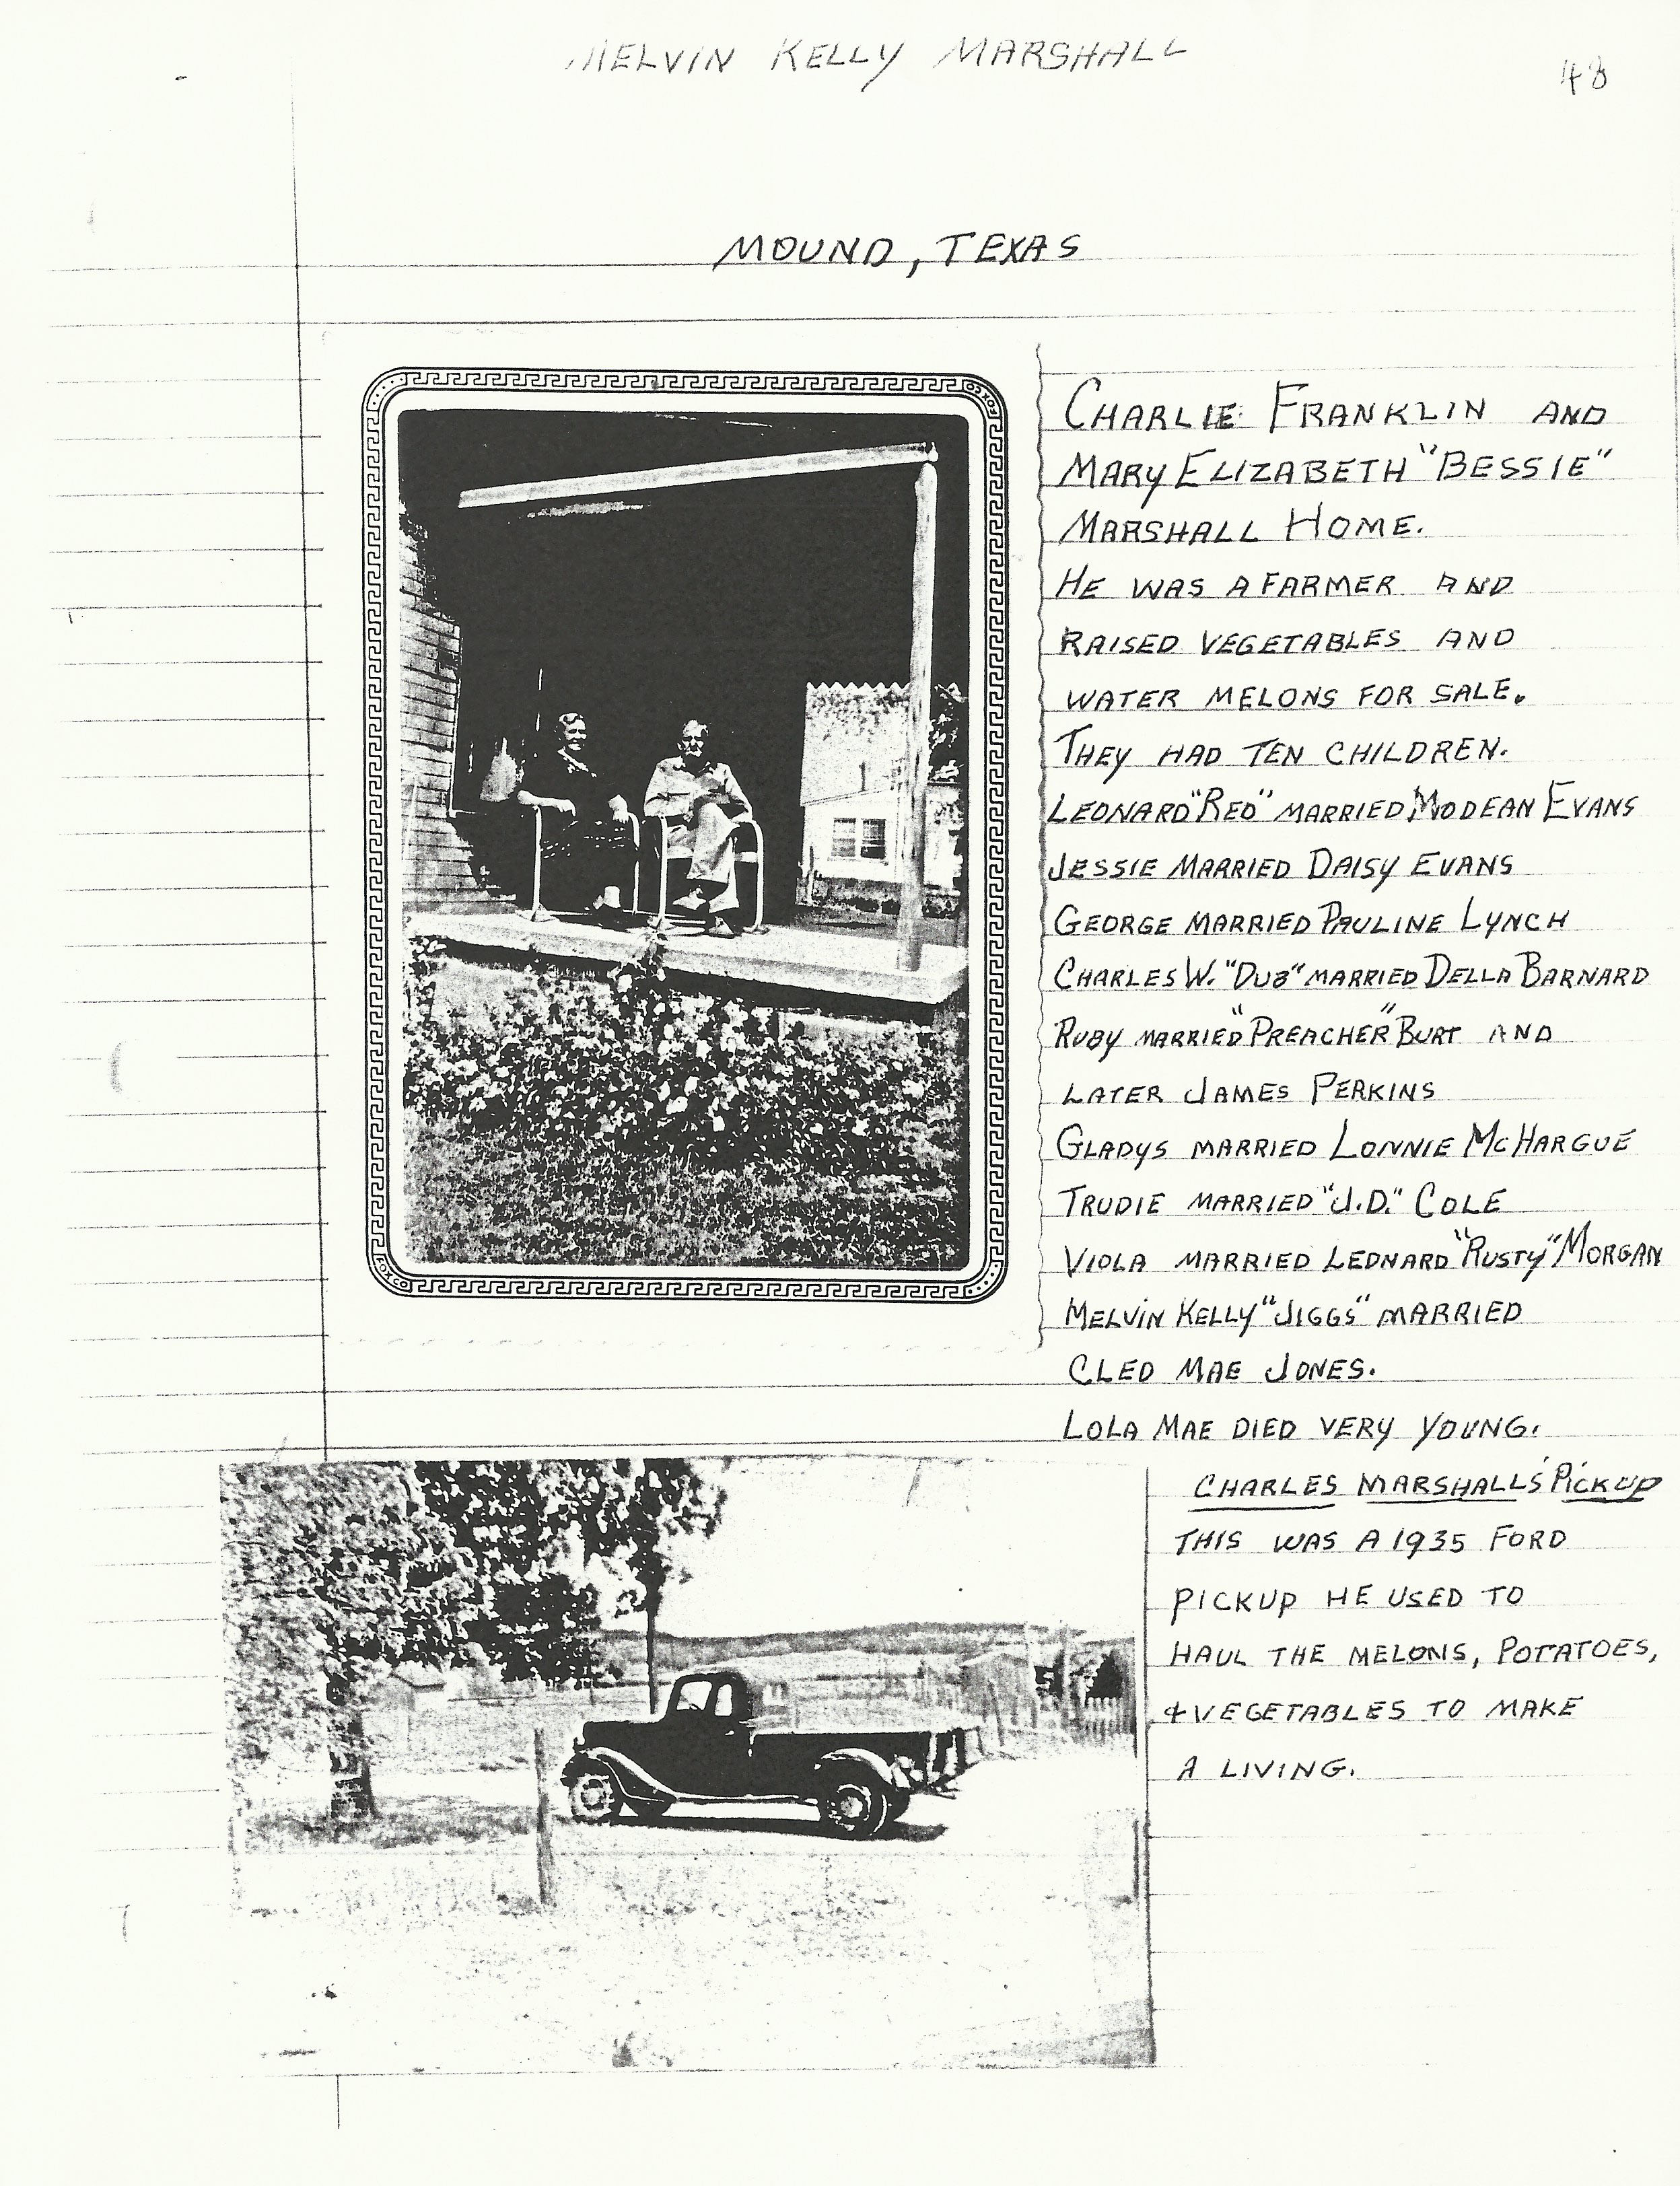 MELVIN KELLY MARSHALL
48
MOUND, TEXAS
CHARLIE FRANKLIN AND
MARY ELIZABETH "BESSIE"
MARSHALL HOME.
HE WAS A FARMER AND
RAISED VEGETABLES AND
WATER MELONS FOR SALE.
THEY HAD TEN CHILDREN.
LEONARD "RED" MARRIED MODEAN EVANS
JESSIE MARRIED DAISY EVANS
GEORGE MARRIED PAULINE LYNCH
CHARLES W. "DUB" MARRIED DELLA BARNARD
RUBY MARRIED "PREACHER" BURT AND
LATER JAMES PERKINS
GLADYS MARRIED LONNIE McHARGUE
TRUDIE MARRIED "J.D." COLE
VIOLA MARRIED LEONARD "RUSTY" MORGAN
MELVIN KELLY "JIGGS" MARRIED
CLEO MAE JONES.
LOLA MAE DIED VERY YOUNG.
CHARLES MARSHALL'S PICKUP
THIS WAS A 1935 FORD
PICKUP HE USED TO
HAUL THE MELONS, POTATOES,
& VEGETABLES TO MAKE
A LIVING.